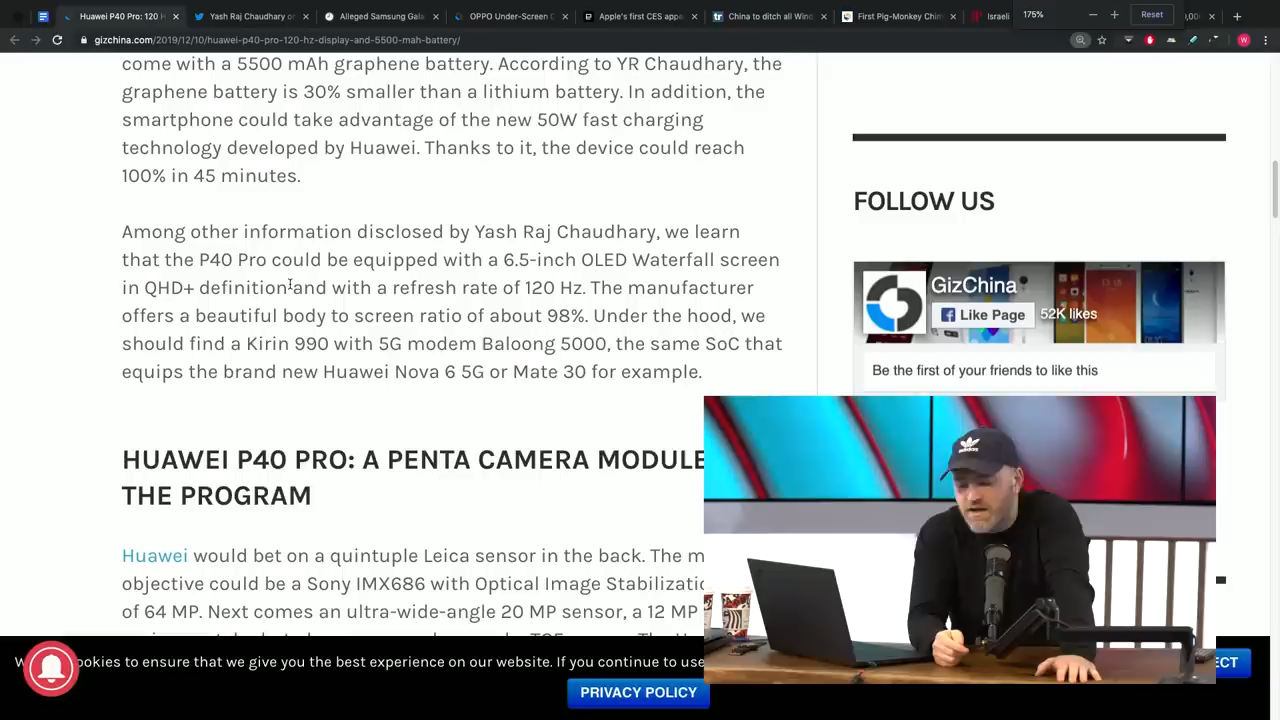 Huawei P40 Pro: 120 H
Yash Raj Chaudhary or
Alleged Samsung Gala
OPPO Under-Screen C
Apple's first CES appe
China to ditch all Wind
First Pig-Monkey Chim
Israeli
175%
Reset
gizchina.com/2019/12/10/huawei-p40-pro-120-hz-display-and-5500-mah-battery/
come with a 5500 mAh graphene battery. According to YR Chaudhary, the
graphene battery is 30% smaller than a lithium battery. In addition, the
smartphone could take advantage of the new 50W fast charging
technology developed by Huawei. Thanks to it, the device could reach
100% in 45 minutes.
Among other information disclosed by Yash Raj Chaudhary, we learn
that the P40 Pro could be equipped with a 6.5-inch OLED Waterfall screen
in QHD+ definition and with a refresh rate of 120 Hz. The manufacturer
offers a beautiful body to screen ratio of about 98%. Under the hood, we
should find a Kirin 990 with 5G modem Baloong 5000, the same SoC that
equips the brand new Huawei Nova 6 5G or Mate 30 for example.
HUAWEI P40 PRO: A PENTA CAMERA MODULE
THE PROGRAM
Huawei would bet on a quintuple Leica sensor in the back. The m
objective could be a Sony IMX686 with Optical Image Stabilizatio
of 64 MP. Next comes an ultra-wide-angle 20 MP sensor, a 12 MP
FOLLOW US
GizChina
Like Page
52K likes
Be the first of your friends to like this
adidas
ookies to ensure that we give you the best experience on our website. If you continue to use
PRIVACY POLICY
ECT